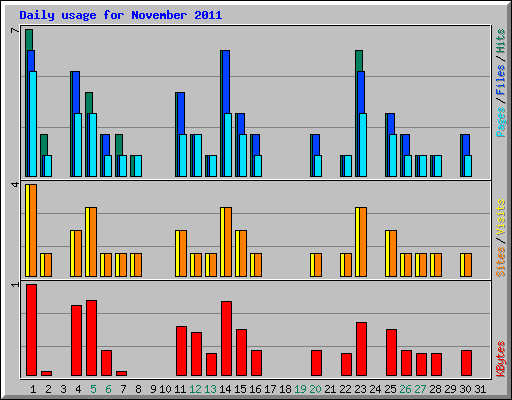 Daily usage for November 2011
7
4
1
Pages / Files / Hits
Sites / Visits
KBytes
1 2 3 4 5 6 7 8 9 10 11 12 13 14 15 16 17 18 19 20 21 22 23 24 25 26 27 28 29 30 31